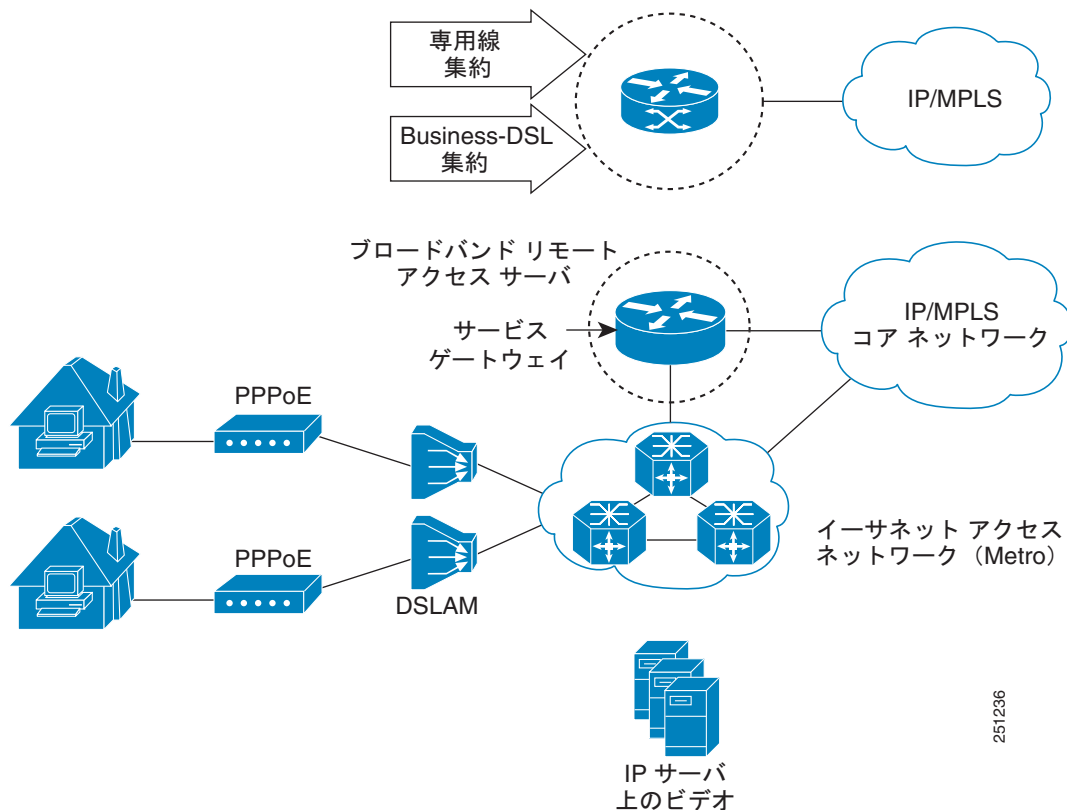 専用線
集約
IP/MPLS
Business-DSL
集約
ブロードバンド リモート
アクセス サーバ
サービス
ゲートウェイ
IP/MPLS
コア ネットワーク
PPPoE
PPPoE
DSLAM
イーサネット アクセス
ネットワーク（Metro）
IP サーバ
上のビデオ
251236